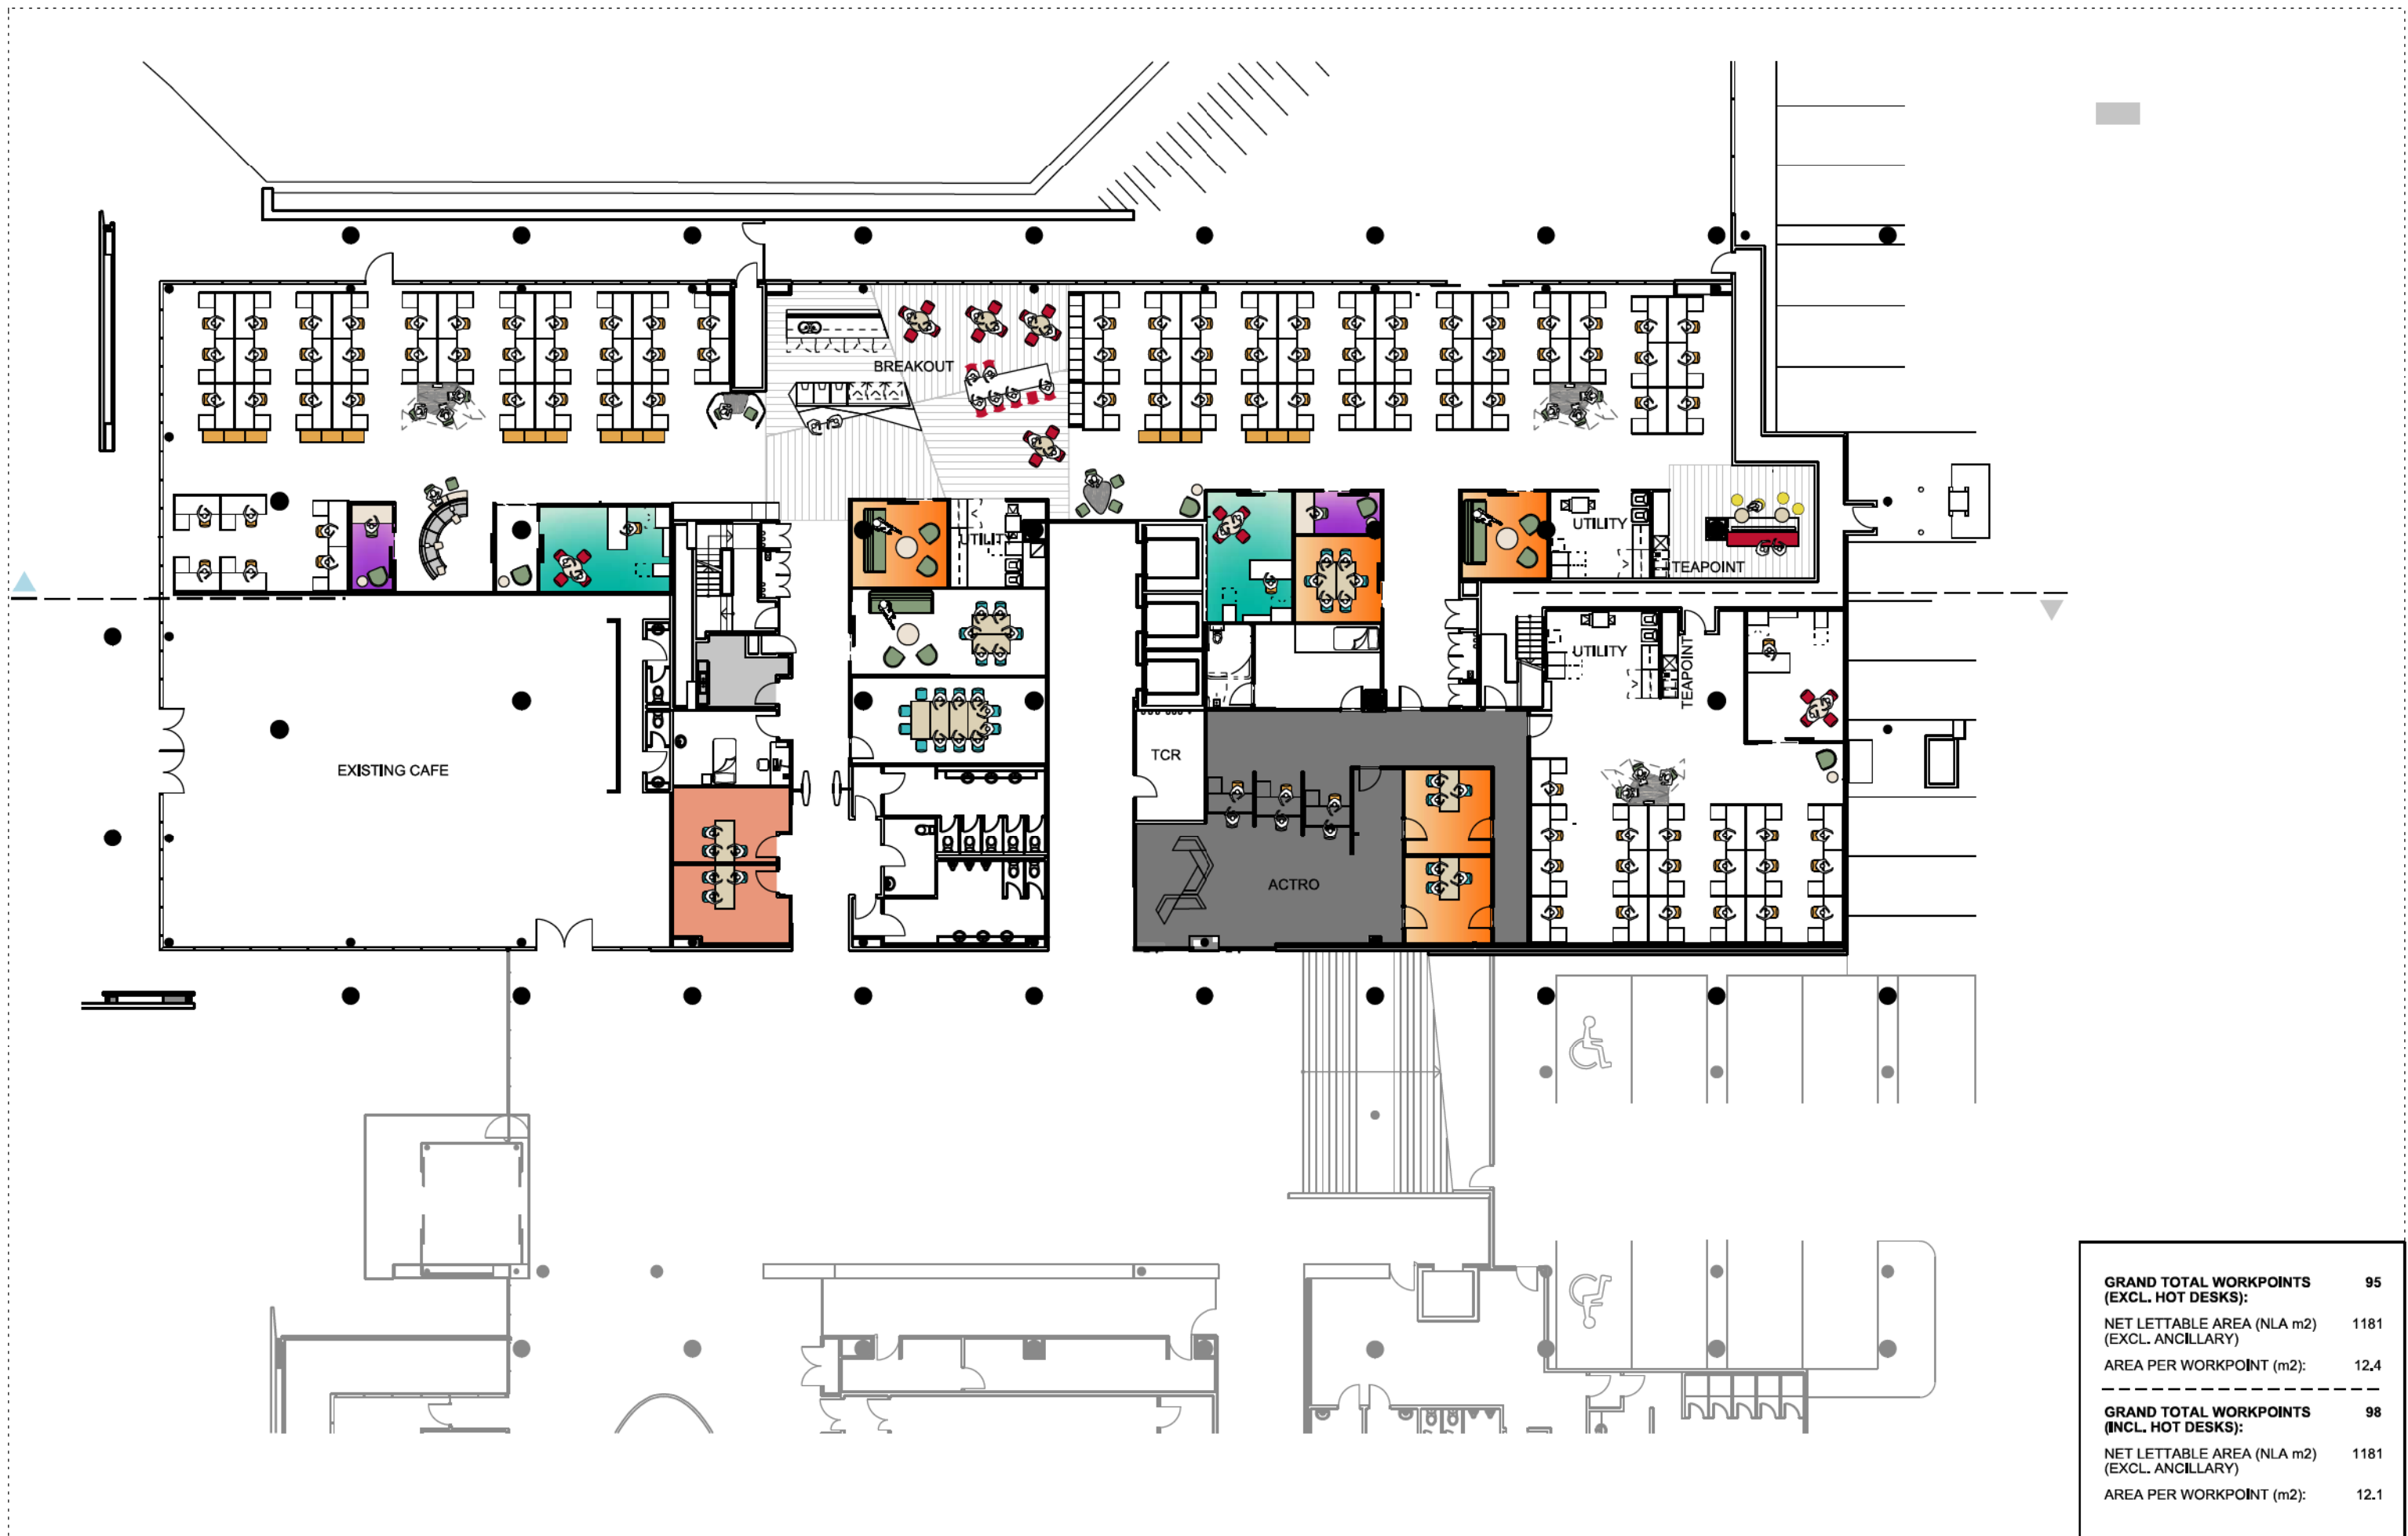 BREAKOUT
UTILITY
UTILITY
TEAPOINT
UTILITY
TEAPOINT
EXISTING CAFE
TCR
ACTRO
GRAND TOTAL WORKPOINTS 95
(EXCL. HOT DESKS):
NET LETTABLE AREA (NLA m2) 1181
(EXCL. ANCILLARY)
AREA PER WORKPOINT (m2): 12.4
GRAND TOTAL WORKPOINTS 98
(INCL. HOT DESKS):
NET LETTABLE AREA (NLA m2) 1181
(EXCL. ANCILLARY)
AREA PER WORKPOINT (m2): 12.1